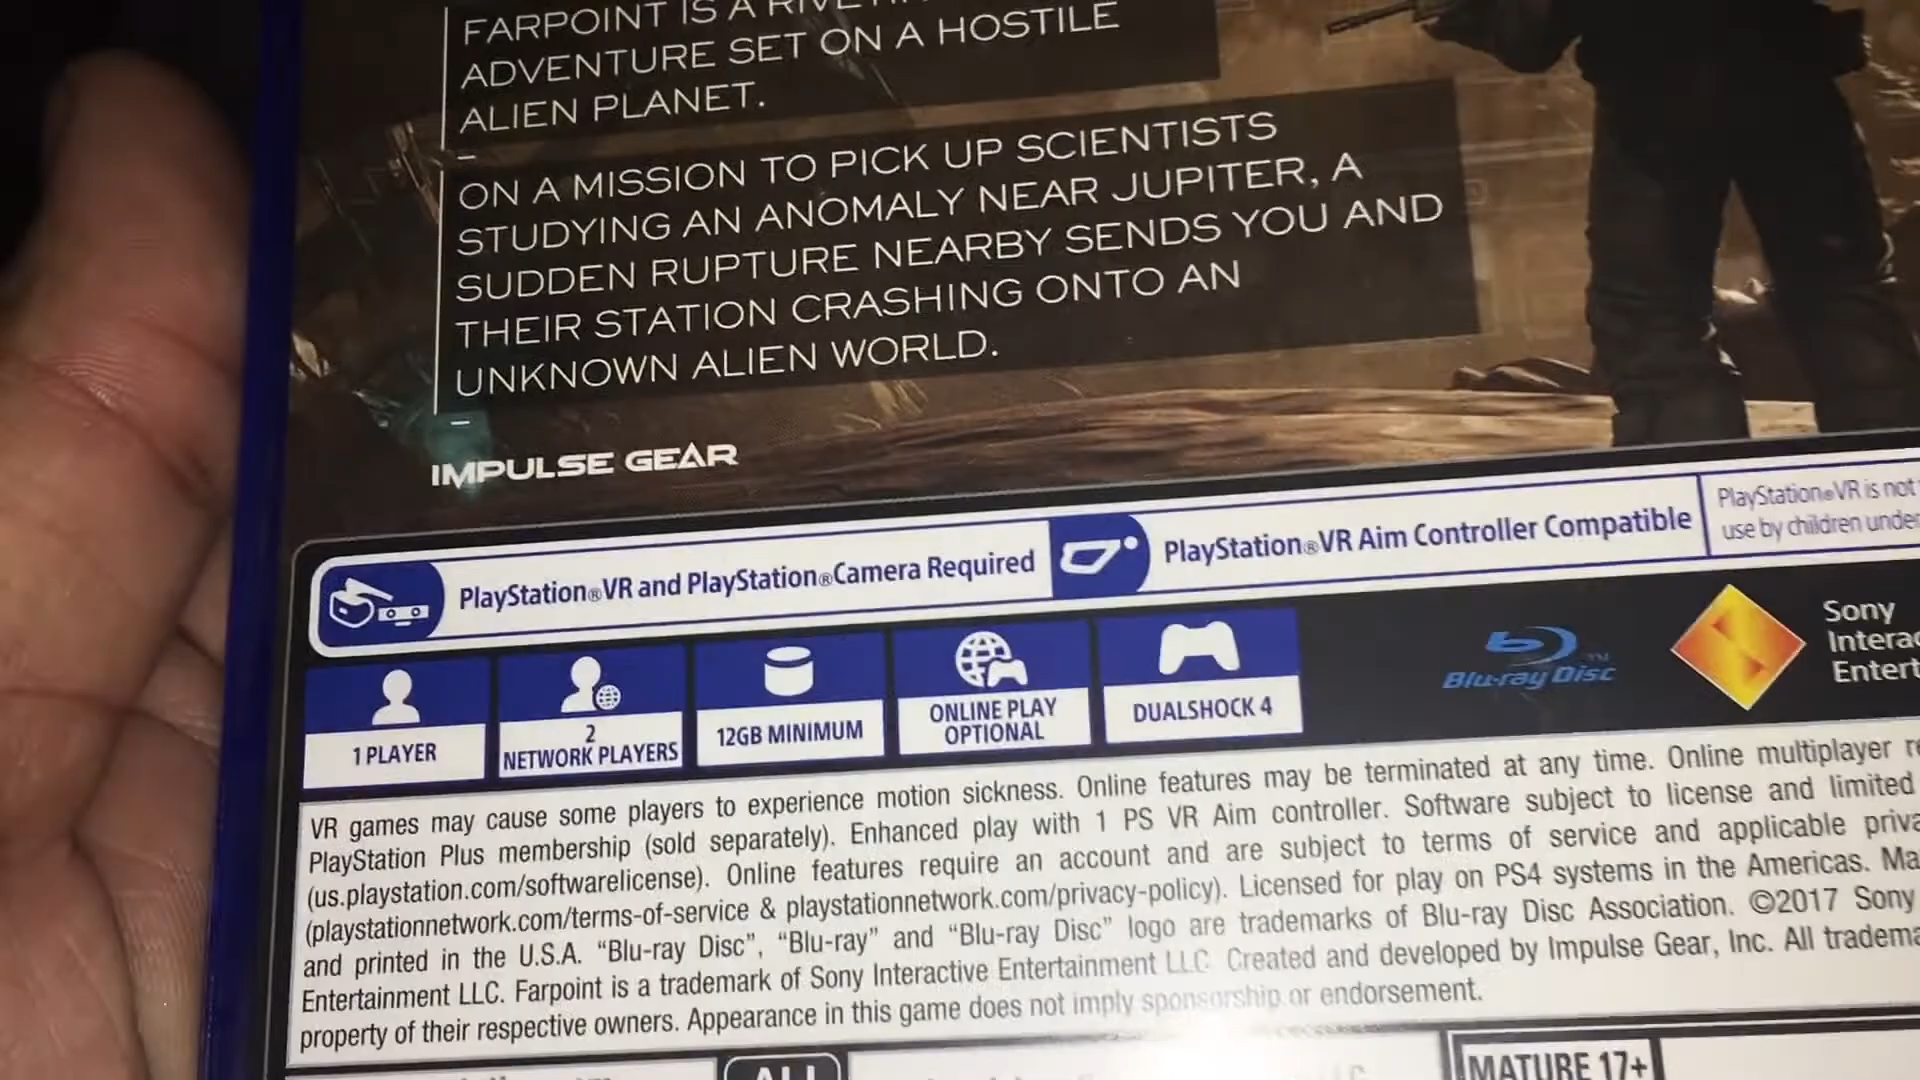 FARPOINT IS A
ADVENTURE SET ON A HOSTILE
ALIEN PLANET.
ON A MISSION TO PICK UP SCIENTISTS
STUDYING AN ANOMALY NEAR JUPITER, A
SUDDEN RUPTURE NEARBY SENDS YOU AND
THEIR STATION CRASHING ONTO AN
UNKNOWN ALIEN WORLD.
IMPULSE GEAR
PlayStation®VR and PlayStation®Camera Required
PlayStation®VR Aim Controller Compatible
PlayStation®VR is not
use by children under
1 PLAYER
2
NETWORK PLAYERS
12GB MINIMUM
ONLINE PLAY
OPTIONAL
DUALSHOCK 4
Blu-ray Disc™
Sony
VR games may cause some players to experience motion sickness. Online features may be terminated at any time. Online multiplayer
PlayStation Plus membership (sold separately). Enhanced play with 1 PS VR Aim controller. Software subject to license and limited
(us.playstation.com/softwarelicense). Online features require an account and are subject to terms of service and applicable
(playstationnetwork.com/terms-of-service & playstationnetwork.com/privacy-policy). Licensed for play on PS4 systems in the Americas.
and printed in the U.S.A. “Blu-ray Disc”, “Blu-ray” and “Blu-ray Disc” logo are trademarks of Blu-ray Disc Association. ©2017 Sony
Entertainment LLC. Farpoint is a trademark of Sony Interactive Entertainment LLC. Created and developed by Impulse Gear, Inc. All
property of their respective owners. Appearance in this game does not imply sponsorship or endorsement.
ALL
MATURE 17+